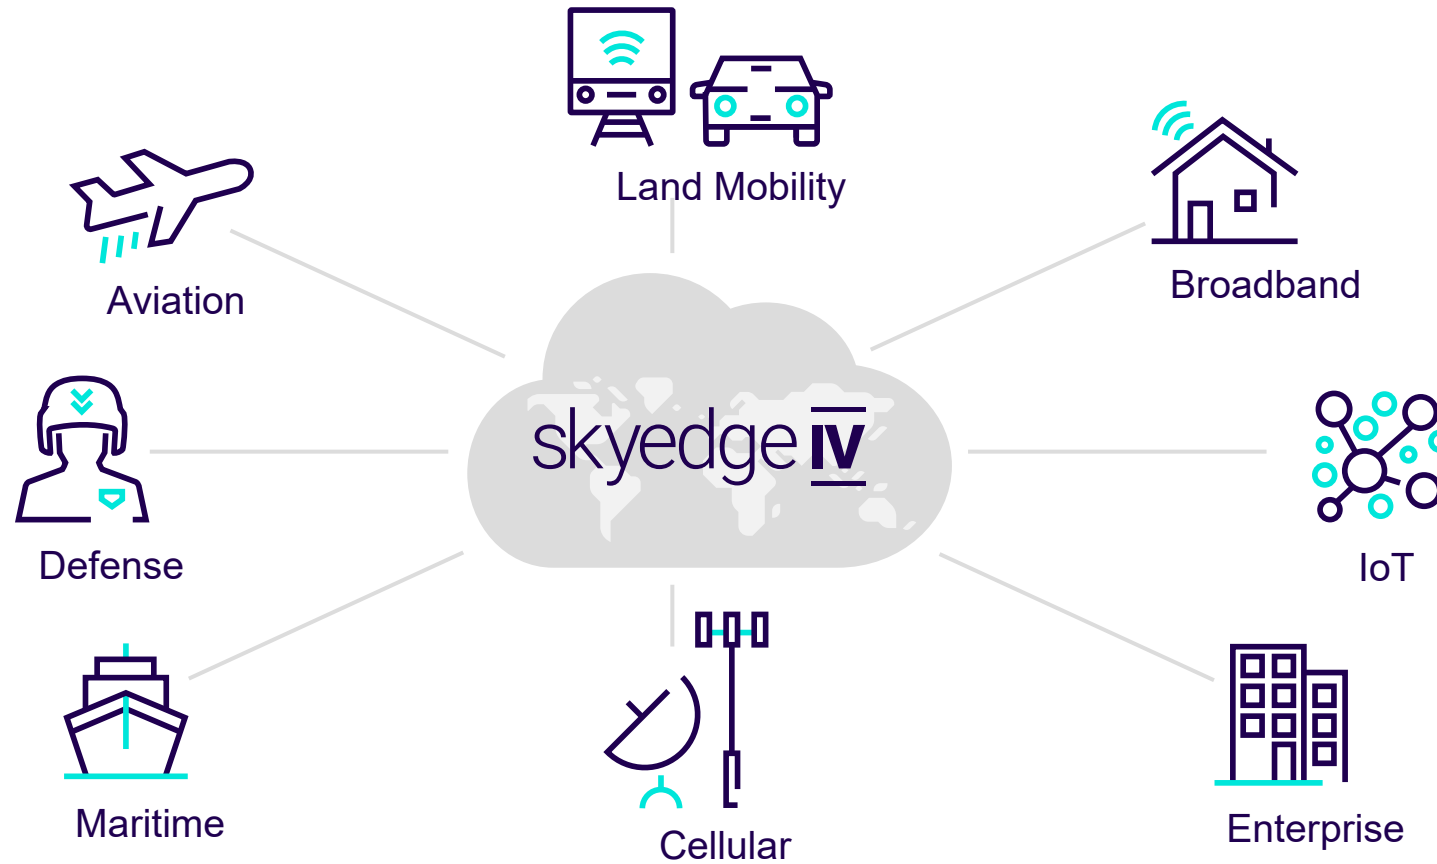 Land Mobility
Aviation
Broadband
skyedge IV
Defense
IoT
Maritime
Cellular
Enterprise